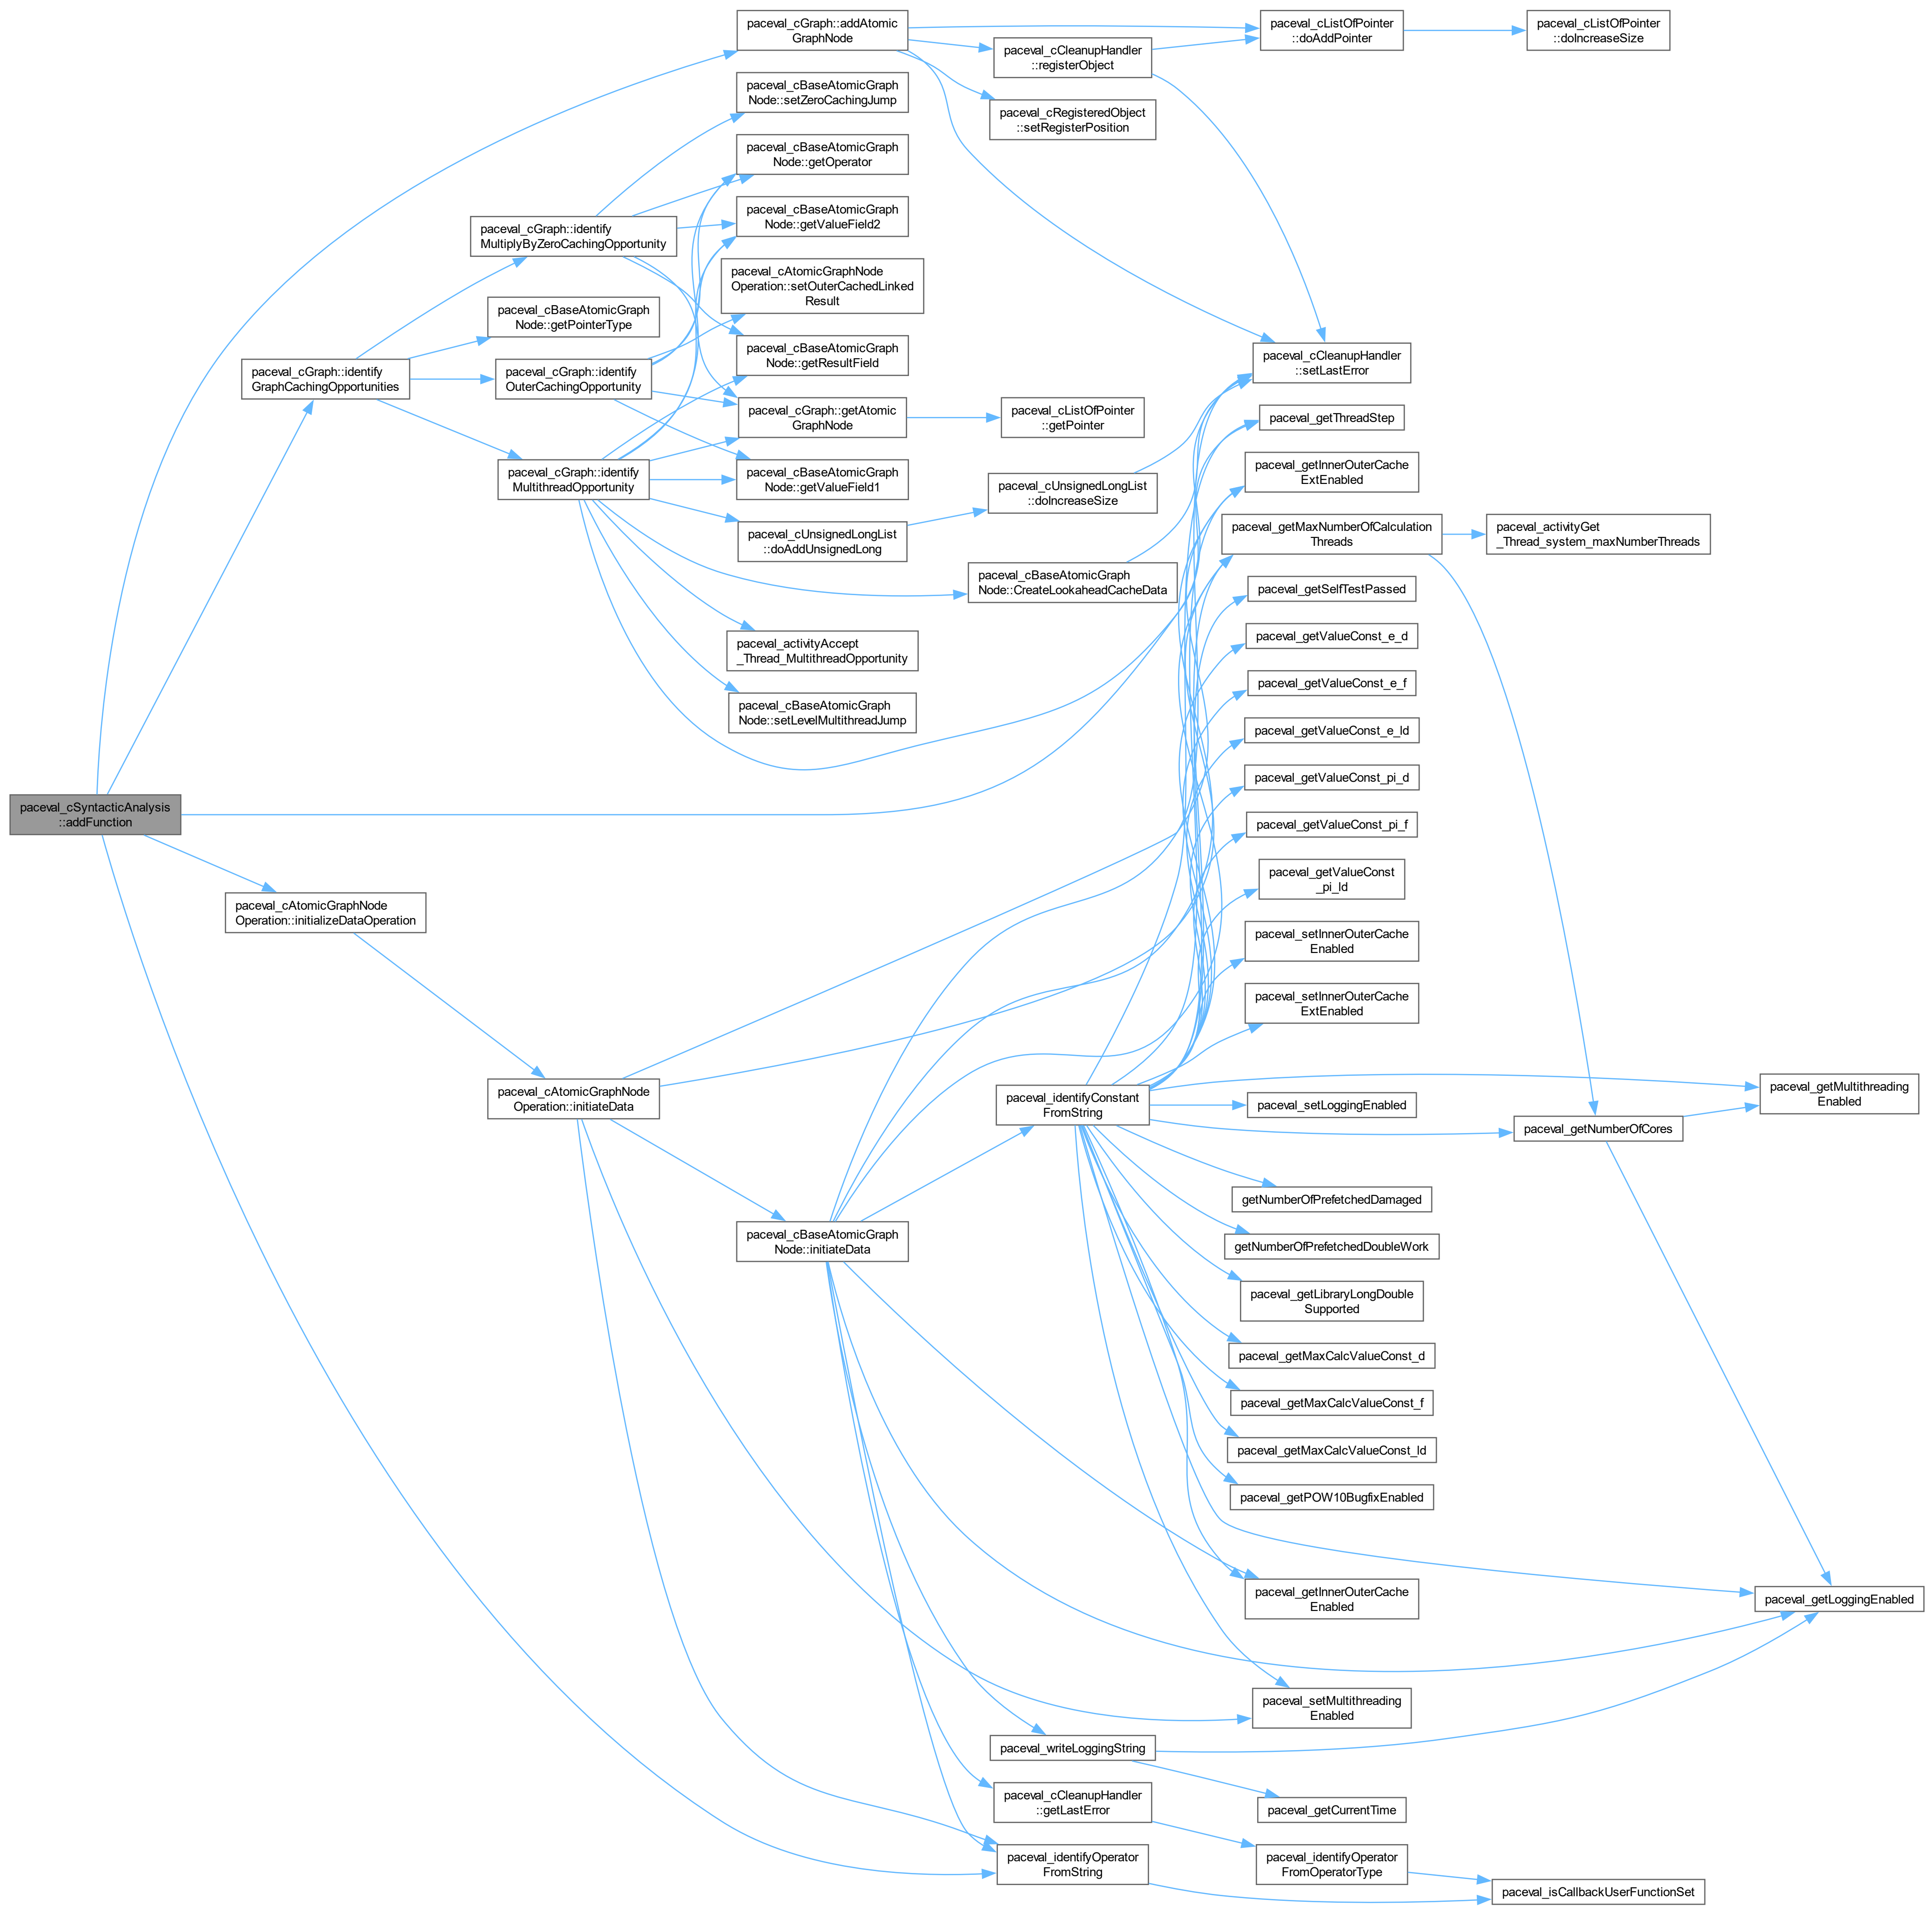 paceval_cSyntacticAnalysis
::addFunction
paceval_cGraph::addAtomic
GraphNode
paceval_cCleanupHandler
::registerObject
paceval_cListOfPointer
::doAddPointer
paceval_cListOfPointer
::doIncreaseSize
paceval_cRegisteredObject
::setRegisterPosition
paceval_cCleanupHandler
::setLastError
paceval_cGraph::identify
GraphCachingOpportunities
paceval_cGraph::identify
MultiplyByZeroCachingOpportunity
paceval_cBaseAtomicGraph
Node::getPointerType
paceval_cGraph::identify
OuterCachingOpportunity
paceval_cGraph::identify
MultithreadOpportunity
paceval_cBaseAtomicGraph
Node::setZeroCachingJump
paceval_cBaseAtomicGraph
Node::getOperator
paceval_cBaseAtomicGraph
Node::getValueField2
paceval_cAtomicGraphNode
Operation::setOuterCachedLinked
Result
paceval_cBaseAtomicGraph
Node::getResultField
paceval_cGraph::getAtomic
GraphNode
paceval_cListOfPointer
::getPointer
paceval_cBaseAtomicGraph
Node::getValueField1
paceval_cUnsignedLongList
::doAddUnsignedLong
paceval_cUnsignedLongList
::doIncreaseSize
paceval_cBaseAtomicGraph
Node::CreateLookaheadCacheData
paceval_activityAccept
_Thread_MultithreadOpportunity
paceval_cBaseAtomicGraph
Node::setLevelMultithreadJump
paceval_getThreadStep
paceval_getInnerOuterCache
ExtEnabled
paceval_getMaxNumberOfCalculation
Threads
paceval_activityGet
_Thread_system_maxNumberThreads
paceval_getSelfTestPassed
paceval_getValueConst_e_d
paceval_getValueConst_e_f
paceval_getValueConst_e_ld
paceval_getValueConst_pi_d
paceval_getValueConst_pi_f
paceval_getValueConst
_pi_ld
paceval_setInnerOuterCache
Enabled
paceval_setInnerOuterCache
ExtEnabled
paceval_cAtomicGraphNode
Operation::initializeDataOperation
paceval_cAtomicGraphNode
Operation::initiateData
paceval_cBaseAtomicGraph
Node::initiateData
paceval_identifyConstant
FromString
paceval_setLoggingEnabled
paceval_getNumberOfCores
paceval_getMultithreading
Enabled
getNumberOfPrefetchedDamaged
getNumberOfPrefetchedDoubleWork
paceval_getLibraryLongDouble
Supported
paceval_getMaxCalcValueConst_d
paceval_getMaxCalcValueConst_f
paceval_getMaxCalcValueConst_ld
paceval_getPOW10BugfixEnabled
paceval_getInnerOuterCache
Enabled
paceval_getLoggingEnabled
paceval_setMultithreading
Enabled
paceval_writeLoggingString
paceval_getCurrentTime
paceval_cCleanupHandler
::getLastError
paceval_identifyOperator
FromString
paceval_identifyOperator
FromOperatorType
paceval_isCallbackUserFunctionSet